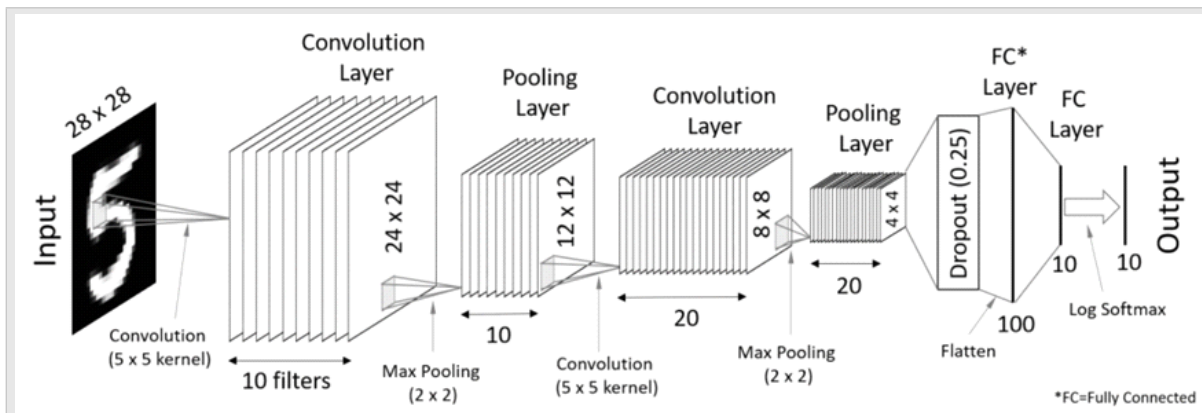 Input
28 x 28
Convolution
(5 x 5 kernel)
Convolution
Layer
24 x 24
10 filters
Max Pooling
(2 x 2)
Pooling
Layer
12 x 12
10
Convolution
(5 x 5 kernel)
Convolution
Layer
8 x 8
20
Max Pooling
(2 x 2)
Pooling
Layer
4 x 4
20
Dropout (0.25)
Flatten
FC*
Layer
100
FC
Layer
10
Log Softmax
10
Output
*FC=Fully Connected